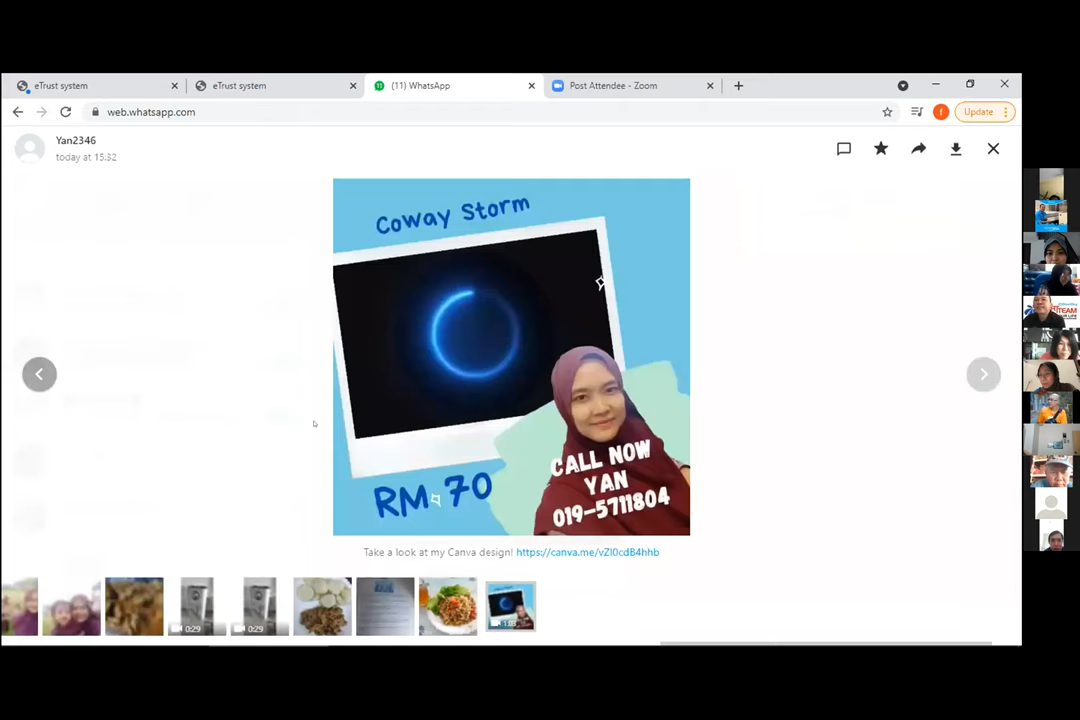 eTrust system
eTrust system
(11) WhatsApp
Post Attendee - Zoom
web.whatsapp.com
f
Update
Yan2346
today at 15:32
Coway Storm
RM 70
CALL NOW
YAN
019-5711804
Take a look at my Canva design! https://canva.me/vZl0cdB4hhb
0:29
0:29